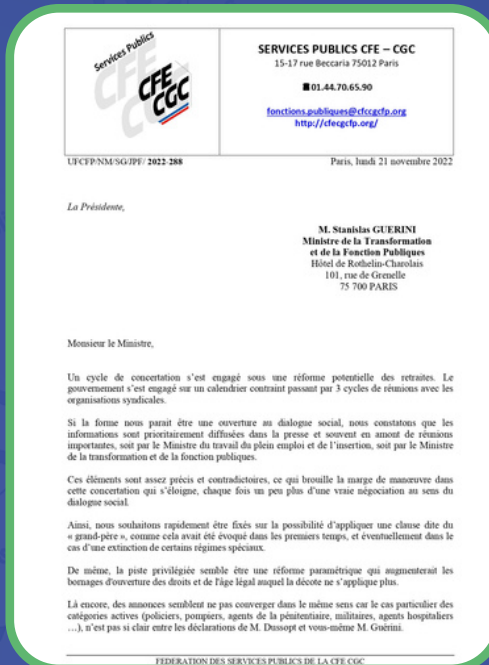 Services Publics
CFE
CGC
SERVICES PUBLICS CFE – CGC
15-17 rue Beccaria 75012 Paris
01.44.70.65.90
fonctions.publiques@cfecgcfp.org
http://cfecgcfp.org/
UFCFP/NM/SG/JPF/ 2022-288
Paris, lundi 21 novembre 2022
La Présidente,
M. Stanislas GUERINI
Ministre de la Transformation
et de la Fonction Publiques
Hôtel de Rothelin-Charolais
101, rue de Grenelle
75 700 PARIS
Monsieur le Ministre,
Un cycle de concertation s’est engagé sous une réforme potentielle des retraites. Le
gouvernement s’est engagé sur un calendrier contraint passant par 3 cycles de réunions avec les
organisations syndicales.
Si la forme nous parait être une ouverture au dialogue social, nous constatons que les
informations sont prioritairement diffusées dans la presse et souvent en amont de réunions
importantes, soit par le Ministre du travail du plein emploi et de l’insertion, soit par le Ministre
de la transformation et de la fonction publiques.
Ces éléments sont assez précis et contradictoires, ce qui brouille la marge de manœuvre dans
cette concertation qui s’éloigne, chaque fois un peu plus d’une vraie négociation au sens du
dialogue social.
Ainsi, nous souhaitons rapidement être fixés sur la possibilité d’appliquer une clause dite du
« grand-père », comme cela avait été évoqué dans les premiers temps, et éventuellement dans le
cas d’une extinction de certains régimes spéciaux.
De même, la piste privilégiée semble être une réforme paramétrique qui augmenterait les
bornages d'ouverture des droits et de l'âge légal auquel la décote ne s’applique plus.
Là encore, des annonces semblent ne pas converger dans le même sens car le cas particulier des
catégories actives (policiers, pompiers, agents de la pénitentiaire, militaires, agents hospitaliers
…), n’est pas si clair entre les déclarations de M. Dussopt et vous-même M. Guérini.
FEDERATION DES SERVICES PUBLICS DE LA CFE CGC